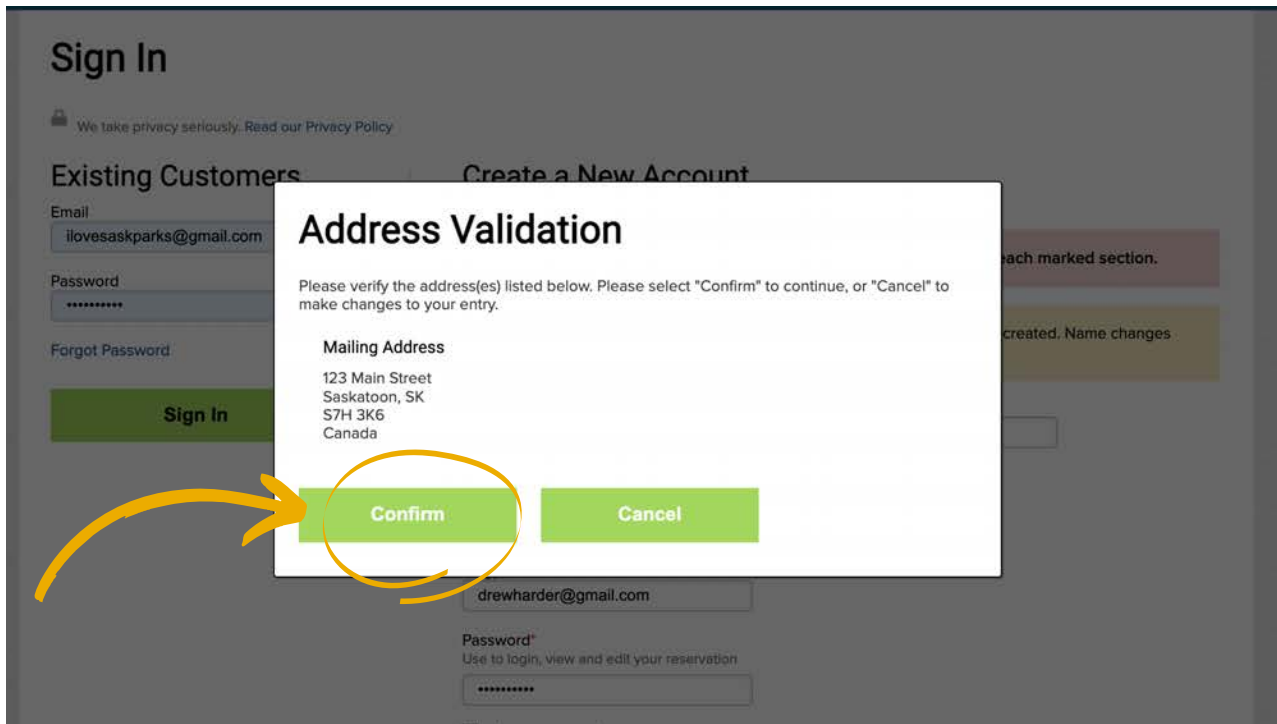 Sign In
We take privacy seriously. Read our Privacy Policy
Existing Customers
Create a New Account
Email
ilovesaskparks@gmail.com
Password
••••••••••
Forgot Password
Sign In
each marked section.
created. Name changes
Address Validation
Please verify the address(es) listed below. Please select "Confirm" to continue, or "Cancel" to
make changes to your entry.
Mailing Address
123 Main Street
Saskatoon, SK
S7H 3K6
Canada
Confirm
Cancel
drewharder@gmail.com
Password*
Use to login, view and edit your reservation
••••••••••